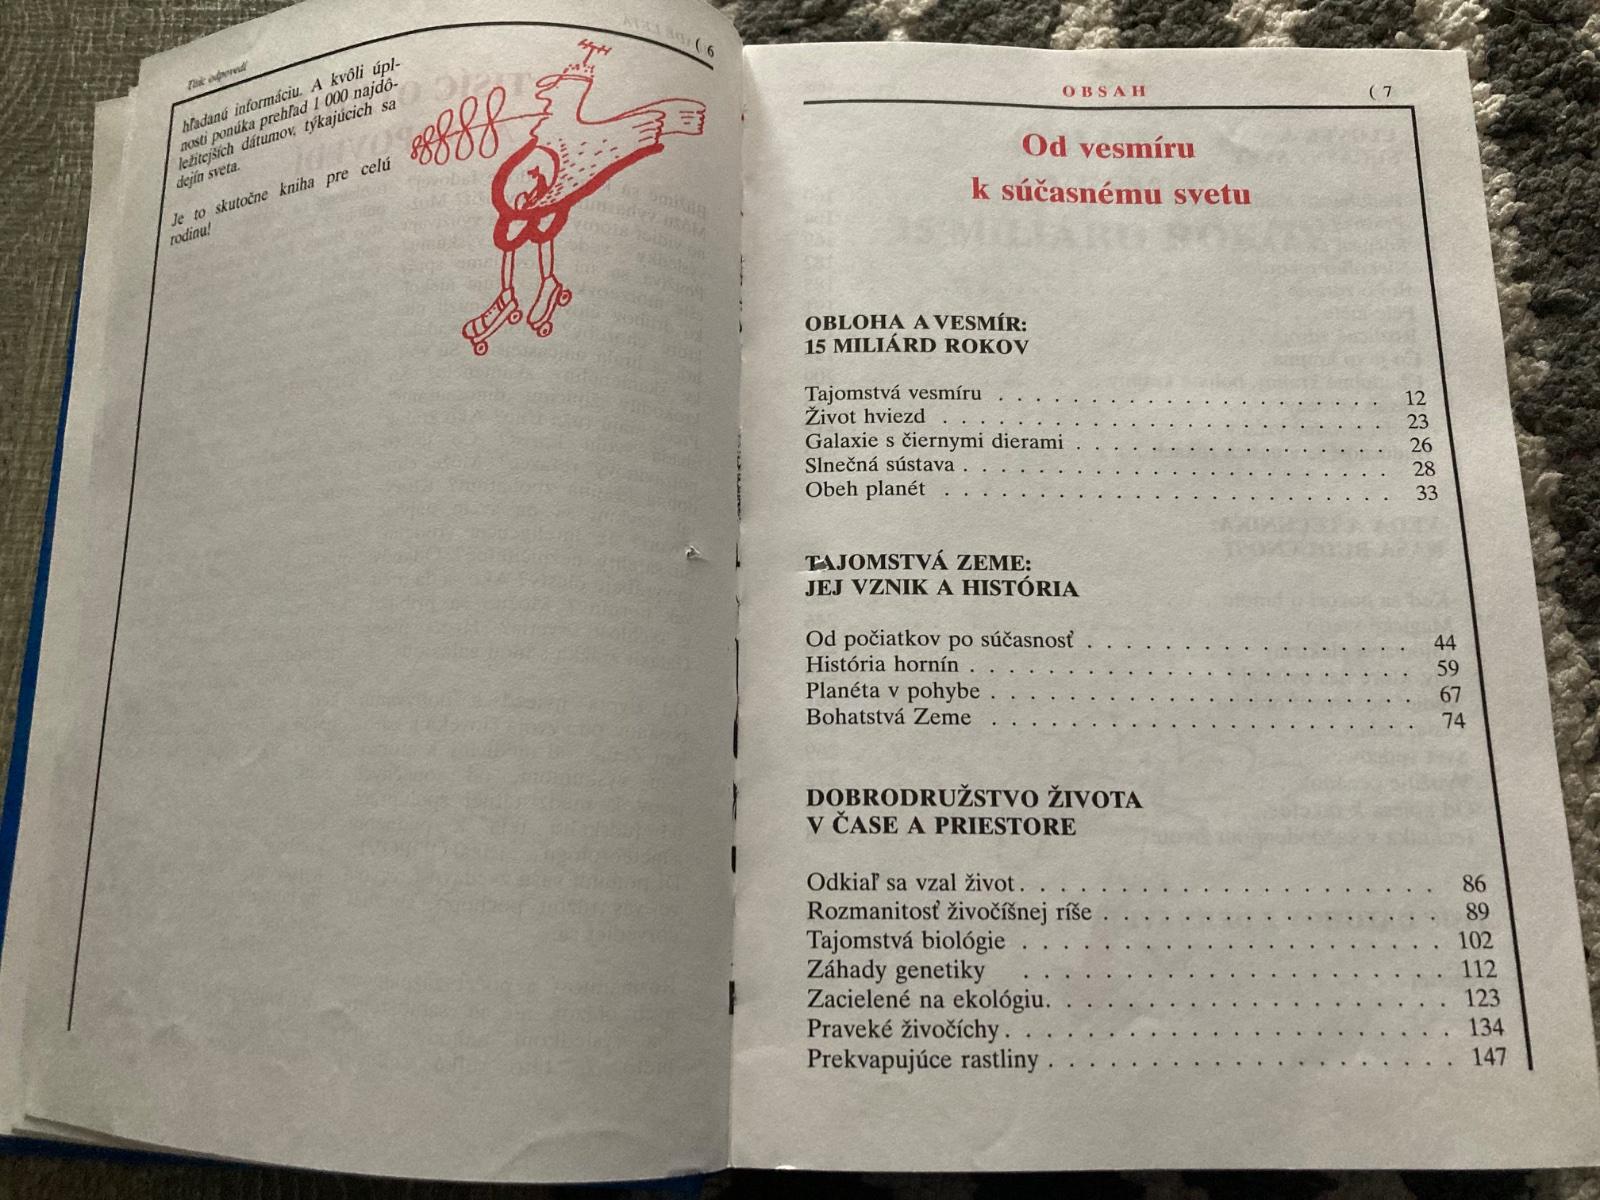 Tisíc odpovedí
( 6
hľadanú informáciu. A kvôli úpl-
nosti ponúka prehľad 1 000 najdô-
ležitejších dátumov, týkajúcich sa
dejín sveta.
Je to skutočne kniha pre celú
rodinu!
OBSAH
( 7
Od vesmíru
k súčasnému svetu
OBLOHA A VESMÍR:
15 MILIÁRD ROKOV
Tajomstvá vesmíru . . . . . . . . . . . . . . . . . . . . 12
Život hviezd . . . . . . . . . . . . . . . . . . . . . . . 23
Galaxie s čiernymi dierami . . . . . . . . . . . . . . . . 26
Slnečná sústava . . . . . . . . . . . . . . . . . . . . . . 28
Obeh planét . . . . . . . . . . . . . . . . . . . . . . . 33
TAJOMSTVÁ ZEME:
JEJ VZNIK A HISTÓRIA
Od počiatkov po súčasnosť . . . . . . . . . . . . . . . . 44
História hornín . . . . . . . . . . . . . . . . . . . . . . 59
Planéta v pohybe . . . . . . . . . . . . . . . . . . . . . 67
Bohatstvá Zeme . . . . . . . . . . . . . . . . . . . . . 74
DOBRODRUŽSTVO ŽIVOTA
V ČASE A PRIESTORE
Odkiaľ sa vzal život . . . . . . . . . . . . . . . . . . . . 86
Rozmanitosť živočíšnej ríše . . . . . . . . . . . . . . . . 89
Tajomstvá biológie . . . . . . . . . . . . . . . . . . . . 102
Záhady genetiky . . . . . . . . . . . . . . . . . . . . 112
Zacielené na ekológiu. . . . . . . . . . . . . . . . . . . 123
Praveké živočíchy . . . . . . . . . . . . . . . . . . . . . 134
Prekvapujúce rastliny . . . . . . . . . . . . . . . . . . . 147